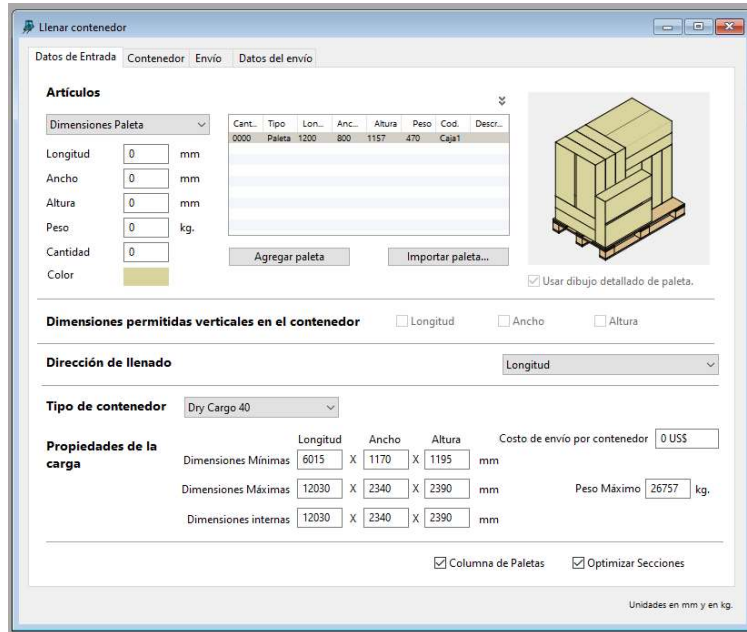 Llenar contenedor
Datos de Entrada Contenedor Envío Datos del envío
Artículos
Dimensiones Paleta
Cant... Tipo Lon... Anc... Altura Peso Cod. Descr...
0000 Paleta 1200 800 1157 470 Caja1
Longitud 0 mm
Ancho 0 mm
Altura 0 mm
Peso 0 kg.
Cantidad 0
Agregar paleta Importar paleta...
Color
Usar dibujo detallado de paleta.
Dimensiones permitidas verticales en el contenedor Longitud Ancho Altura
Dirección de llenado Longitud
Tipo de contenedor Dry Cargo 40
Propiedades de la carga
Longitud Ancho Altura Costo de envío por contenedor 0 US$
Dimensiones Mínimas 6015 X 1170 X 1195 mm
Dimensiones Máximas 12030 X 2340 X 2390 mm Peso Máximo 26757 kg.
Dimensiones internas 12030 X 2340 X 2390 mm
Columna de Paletas Optimizar Secciones
Unidades en mm y en kg.